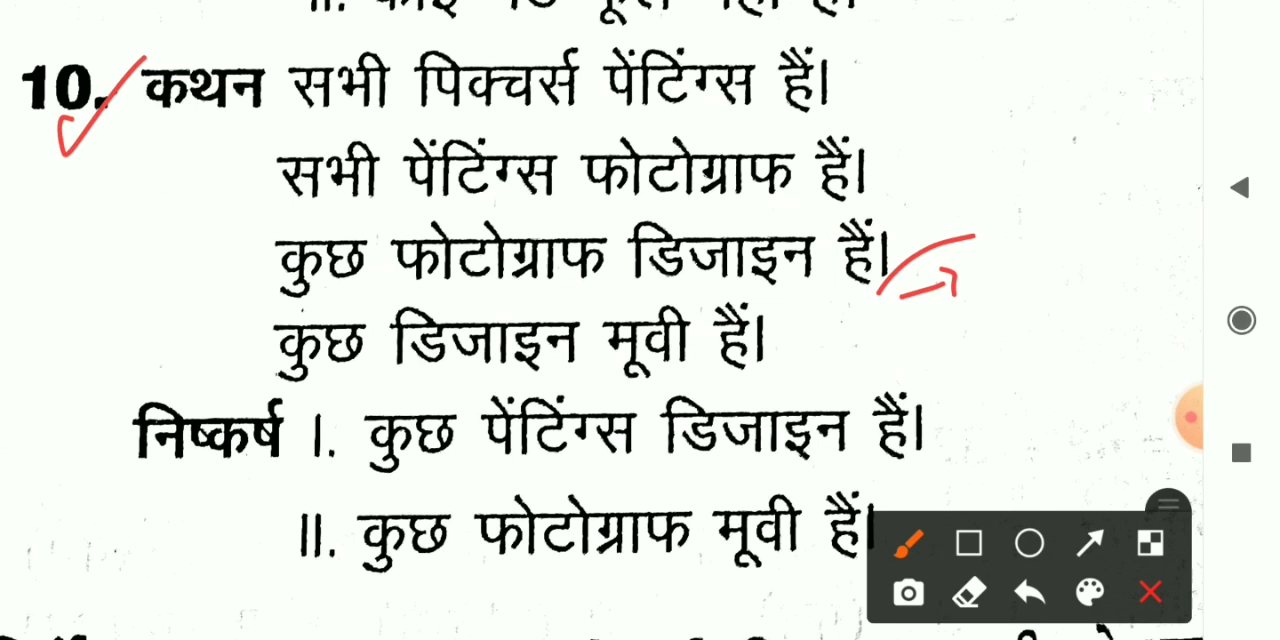 10. कथन सभी पिक्चर्स पेंटिंग्स हैं।
सभी पेंटिंग्स फोटोग्राफ हैं।
कुछ फोटोग्राफ डिजाइन हैं।
कुछ डिजाइन मूवी हैं।
निष्कर्ष I. कुछ पेंटिंग्स डिजाइन हैं।
II. कुछ फोटोग्राफ मूवी हैं।